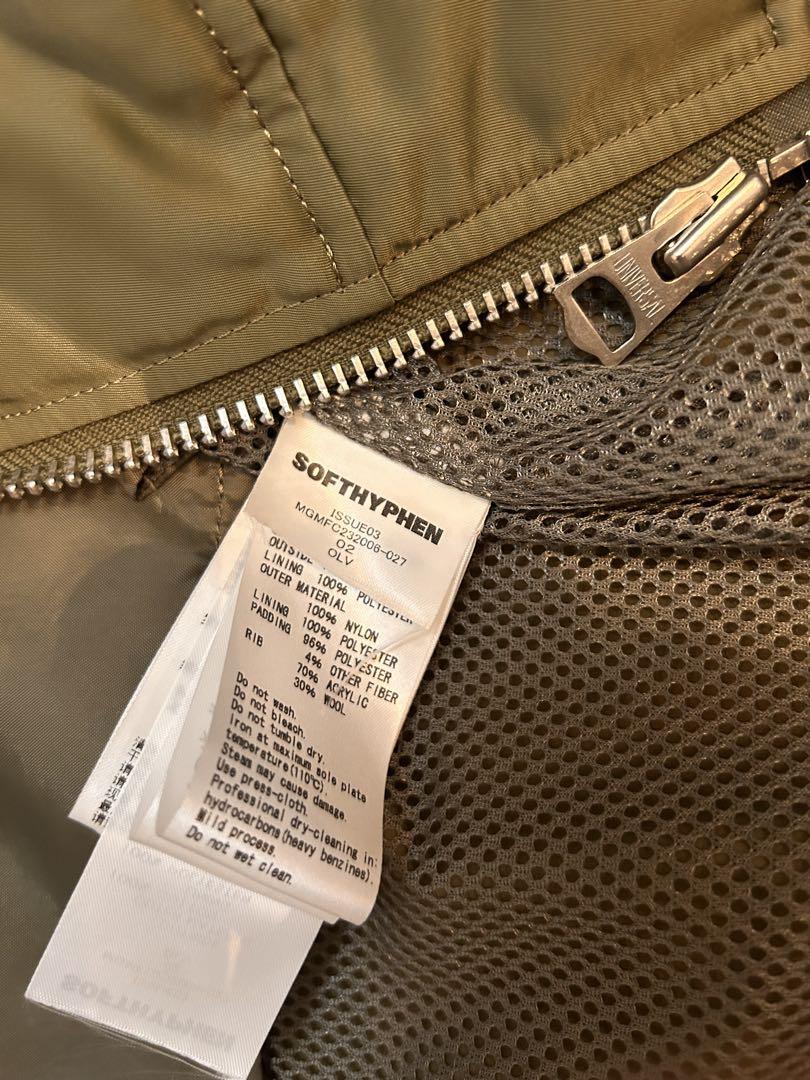 UNIVERSAL
SOFTHYPHEN
ISSUE03
MGMFC232006-027
02
OLV
LINING 100% POLYESTER
OUTER MATERIAL
100% NYLON
LINING 100% POLYESTER
PADDING 96% POLYESTER
4% OTHER FIBER
RIB 70% ACRYLIC
30% WOOL
Do not wash.
Do not bleach.
Do not tumble dry.
Iron at maximum sole plate
temperature(110℃).
Steam may cause damage.
Use press-cloth.
Professional dry-cleaning in:
hydrocarbons(heavy benzines).
Mild process.
Do not wet clean.
SOFTHYPHEN